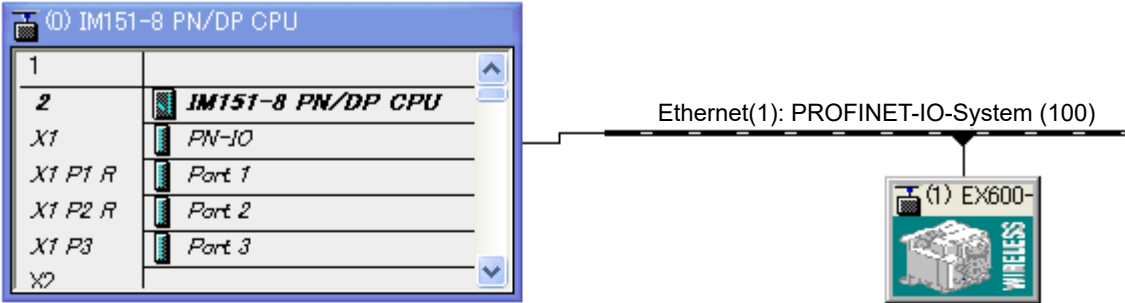 (0) IM151-8 PN/DP CPU
1
2 IM151-8 PN/DP CPU
X1 PN-IO
X1 P1 R Port 1
X1 P2 R Port 2
X1 P3 Port 3
X2
Ethernet(1): PROFINET-IO-System (100)
(1) EX600-
WIRELESS